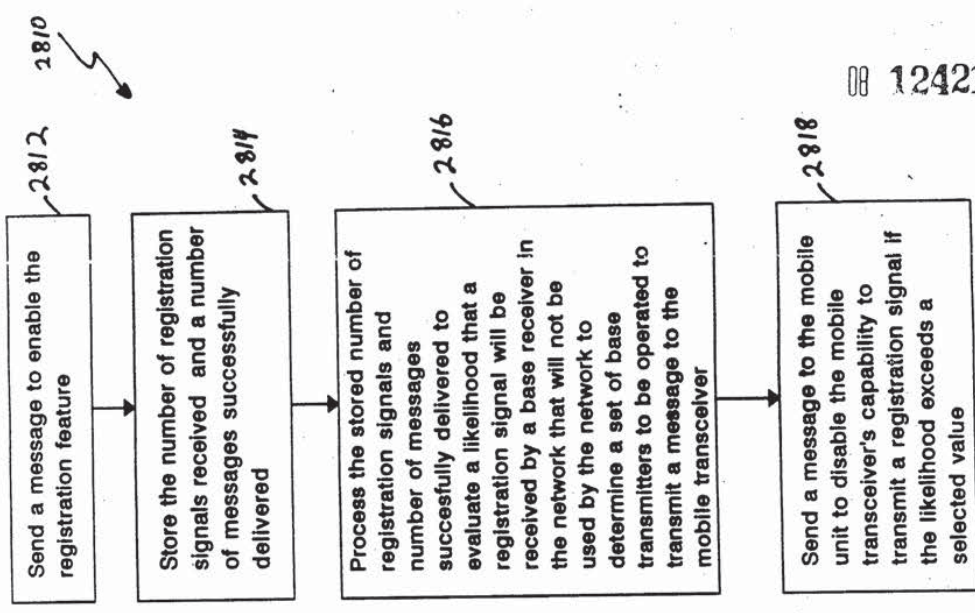 2810
2812
Send a message to enable the
registration feature
2814
Store the number of registration
signals received and a number
of messages successfully
delivered
2816
Process the stored number of
registration signals and
number of messages
succesfully delivered to
evaluate a likelihood that a
registration signal will be
received by a base receiver in
the network that will not be
used by the network to
determine a set of base
transmitters to be operated to
transmit a message to the
mobile transceiver
2818
Send a message to the mobile
unit to disable the mobile
transceiver's capability to
transmit a registration signal if
the likelihood exceeds a
selected value